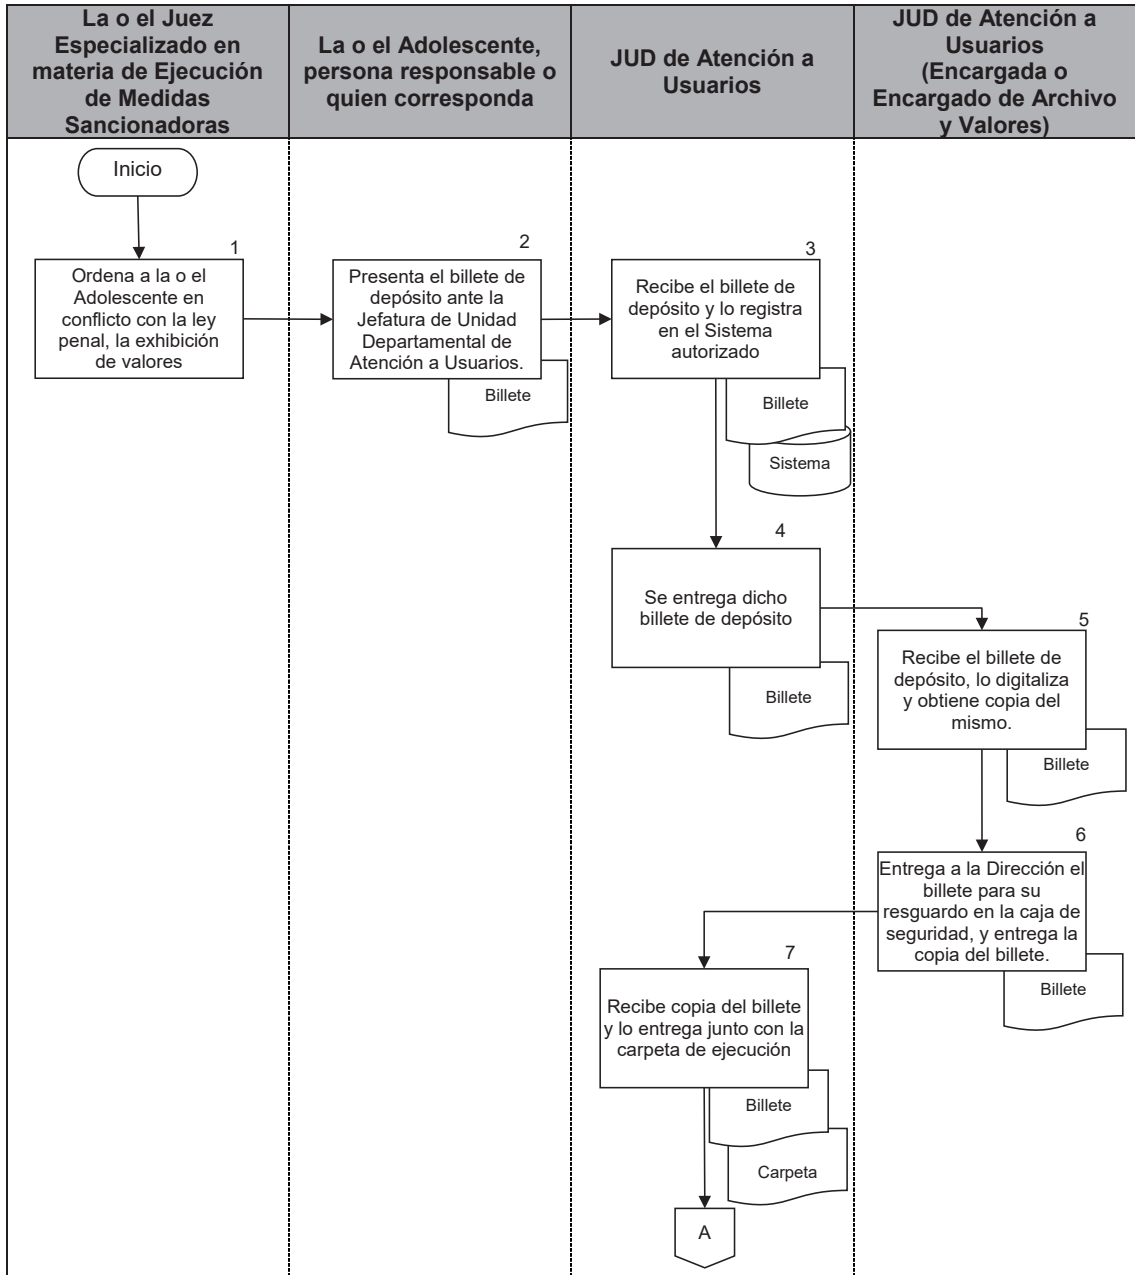 La o el Juez
Especializado en
materia de Ejecución
de Medidas
Sancionadoras
La o el Adolescente,
persona responsable o
quien corresponda
JUD de Atención a
Usuarios
JUD de Atención a
Usuarios
(Encargada o
Encargado de Archivo
y Valores)
Inicio
1
Ordena a la o el
Adolescente en
conflicto con la ley
penal, la exhibición
de valores
2
Presenta el billete de
depósito ante la
Jefatura de Unidad
Departamental de
Atención a Usuarios.
Billete
3
Recibe el billete de
depósito y lo registra
en el Sistema
autorizado
Billete
Sistema
4
Se entrega dicho
billete de depósito
Billete
5
Recibe el billete de
depósito, lo digitaliza
y obtiene copia del
mismo.
Billete
6
Entrega a la Dirección el
billete para su
resguardo en la caja de
seguridad, y entrega la
copia del billete.
Billete
7
Recibe copia del billete
y lo entrega junto con la
carpeta de ejecución
Billete
Carpeta
A